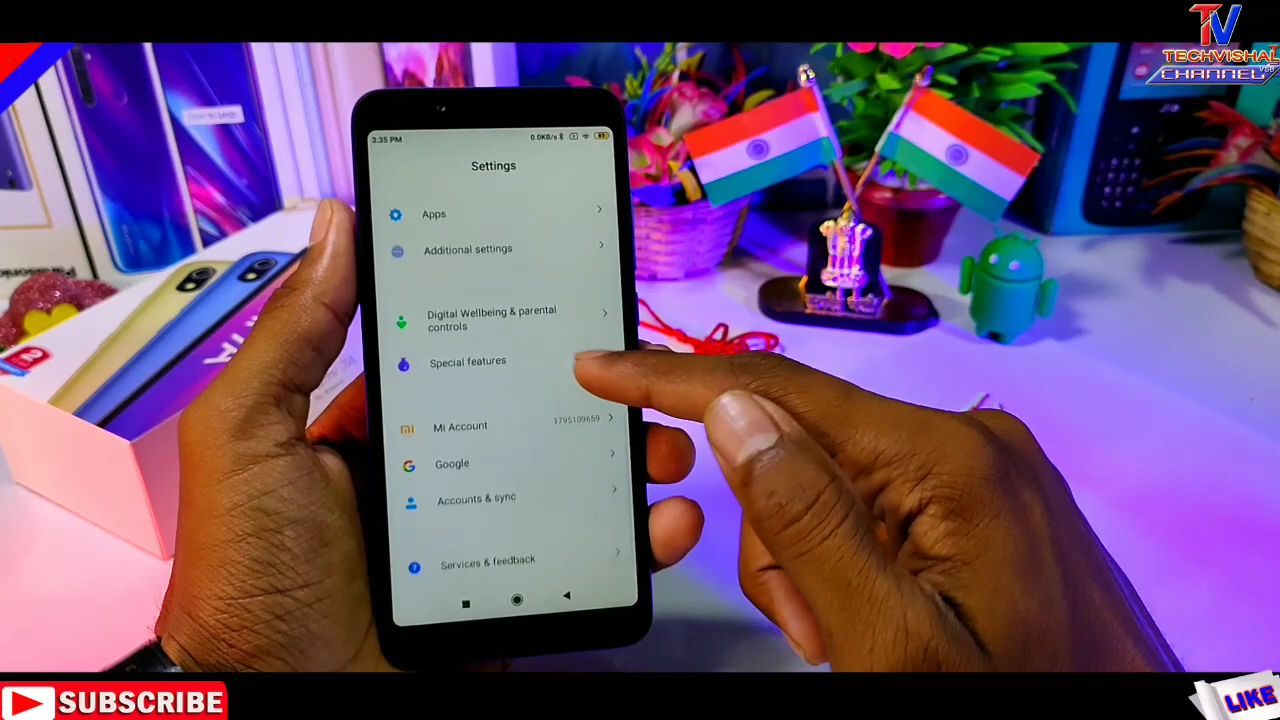 TV
TECHVISHAL
CHANNEL
3:35 PM
0.0KB/s
Settings
Apps
Additional settings
Digital Wellbeing & parental
controls
Special features
Mi Account
1795109659
Google
Accounts & sync
Services & feedback
Panasonic
SUBSCRIBE
LIKE